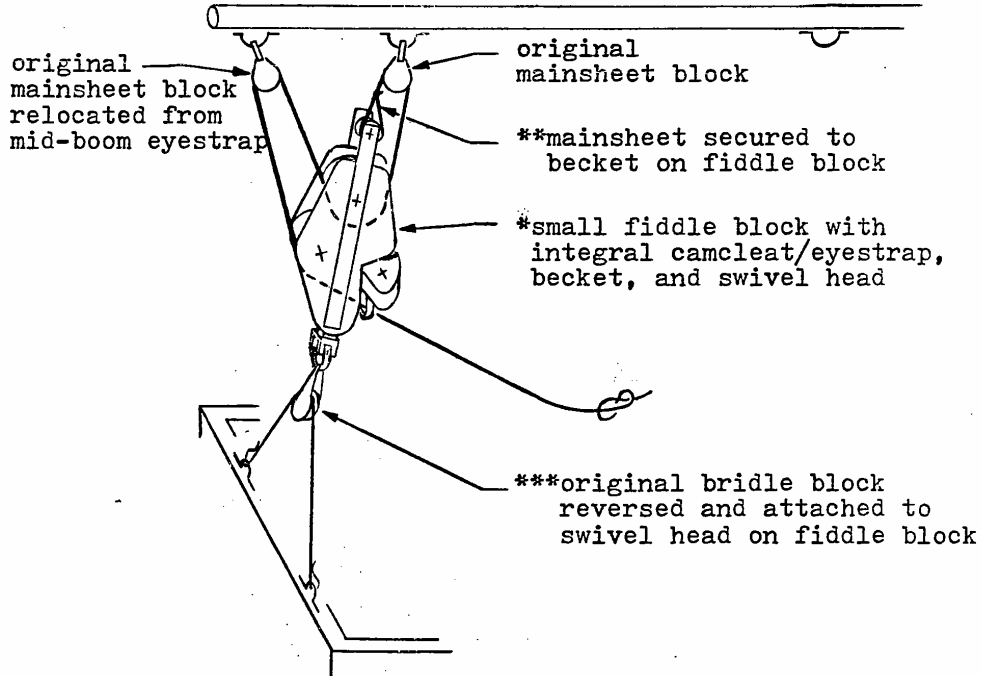 original
mainsheet block
relocated from
mid-boom eyestrap
original
mainsheet block
**mainsheet secured to
becket on fiddle block
*small fiddle block with
integral camcleat/eyestrap,
becket, and swivel head
***original bridle block
reversed and attached to
swivel head on fiddle block